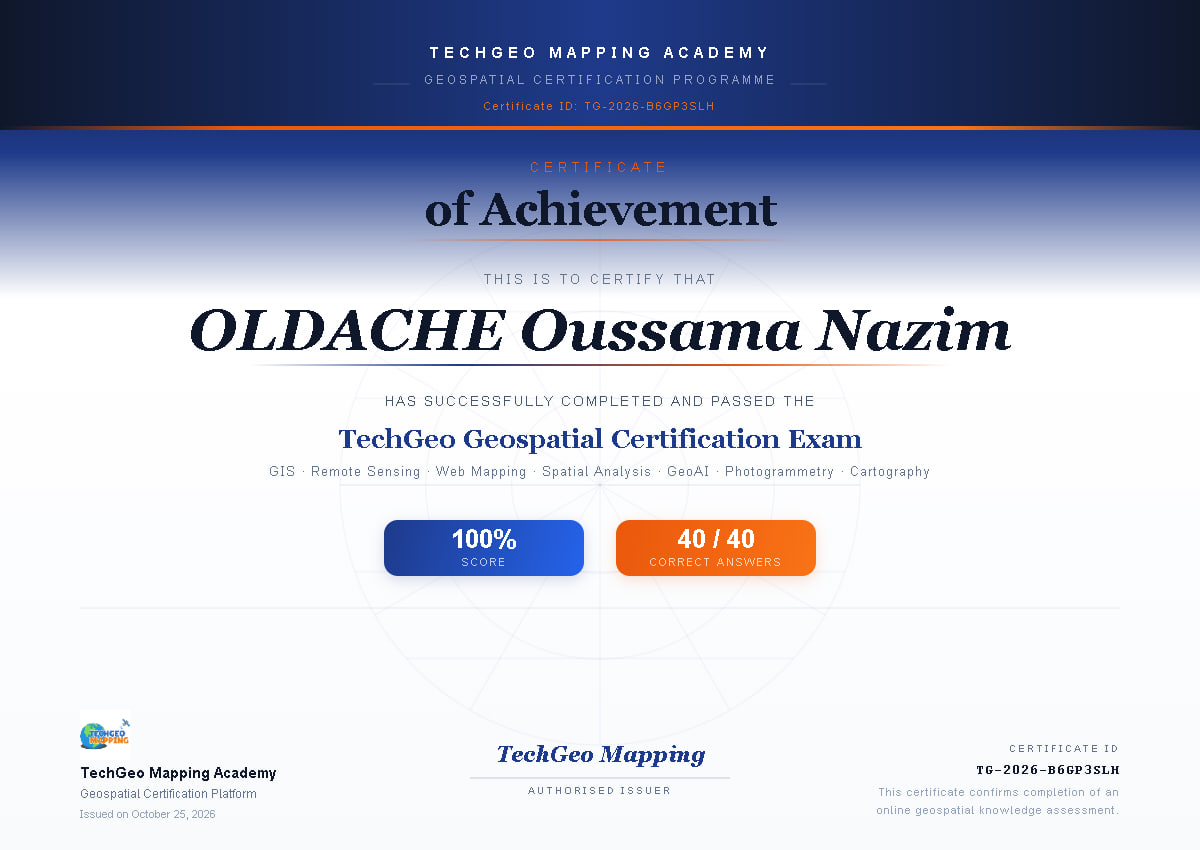 TECHGEO MAPPING ACADEMY
GEOSPATIAL CERTIFICATION PROGRAMME
Certificate ID: TG-2026-B6GP3SLH
CERTIFICATE
of Achievement
THIS IS TO CERTIFY THAT
OLDACHE Oussama Nazim
HAS SUCCESSFULLY COMPLETED AND PASSED THE
TechGeo Geospatial Certification Exam
GIS · Remote Sensing · Web Mapping · Spatial Analysis · GeoAI · Photogrammetry · Cartography
100%
SCORE
40 / 40
CORRECT ANSWERS
TECHGEO
MAPPING
TechGeo Mapping Academy
Geospatial Certification Platform
Issued on October 25, 2026
TechGeo Mapping
AUTHORISED ISSUER
CERTIFICATE ID
TG-2026-B6GP3SLH
This certificate confirms completion of an
online geospatial knowledge assessment.